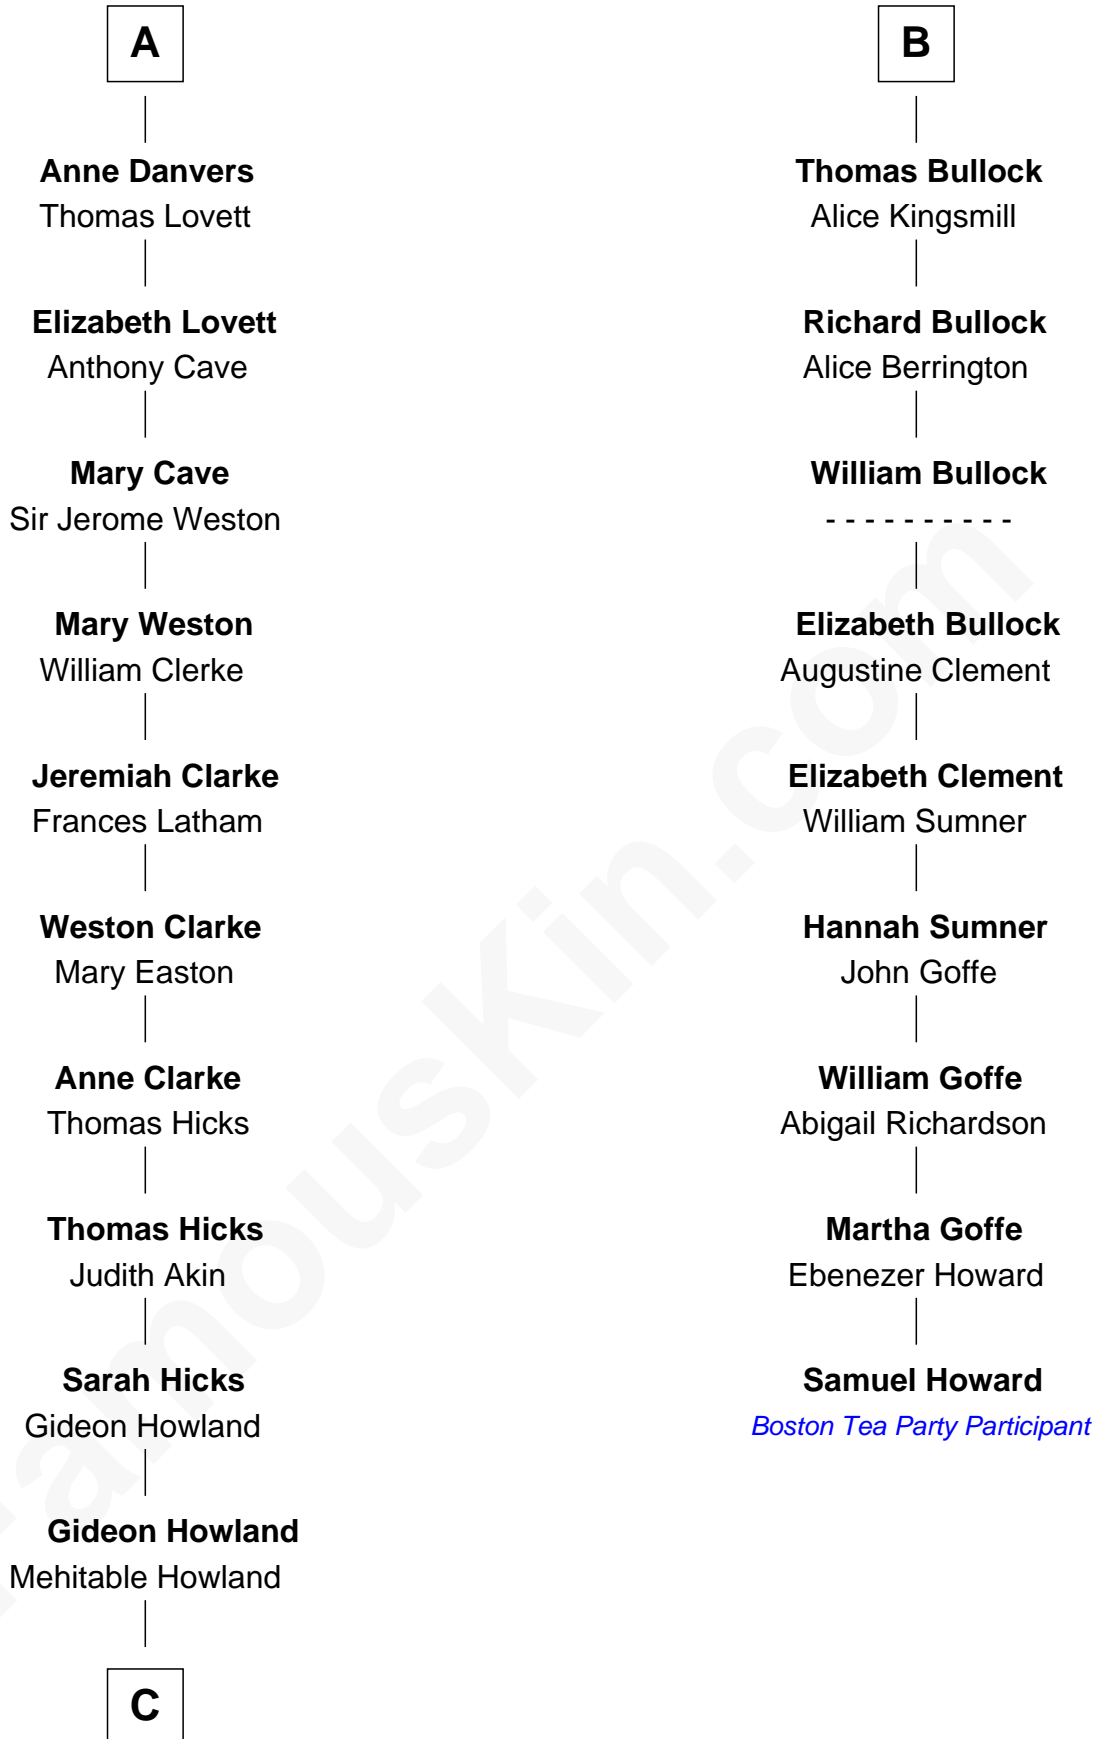 A
Anne Danvers
Thomas Lovett
Elizabeth Lovett
Anthony Cave
Mary Cave
Sir Jerome Weston
Mary Weston
William Clerke
Jeremiah Clarke
Frances Latham
Weston Clarke
Mary Easton
Anne Clarke
Thomas Hicks
Thomas Hicks
Judith Akin
Sarah Hicks
Gideon Howland
Gideon Howland
Mehitable Howland
C
B
Thomas Bullock
Alice Kingsmill
Richard Bullock
Alice Berrington
William Bullock
- - - - - - - - - -
Elizabeth Bullock
Augustine Clement
Elizabeth Clement
William Sumner
Hannah Sumner
John Goffe
William Goffe
Abigail Richardson
Martha Goffe
Ebenezer Howard
Samuel Howard
Boston Tea Party Participant
FamousKin.com